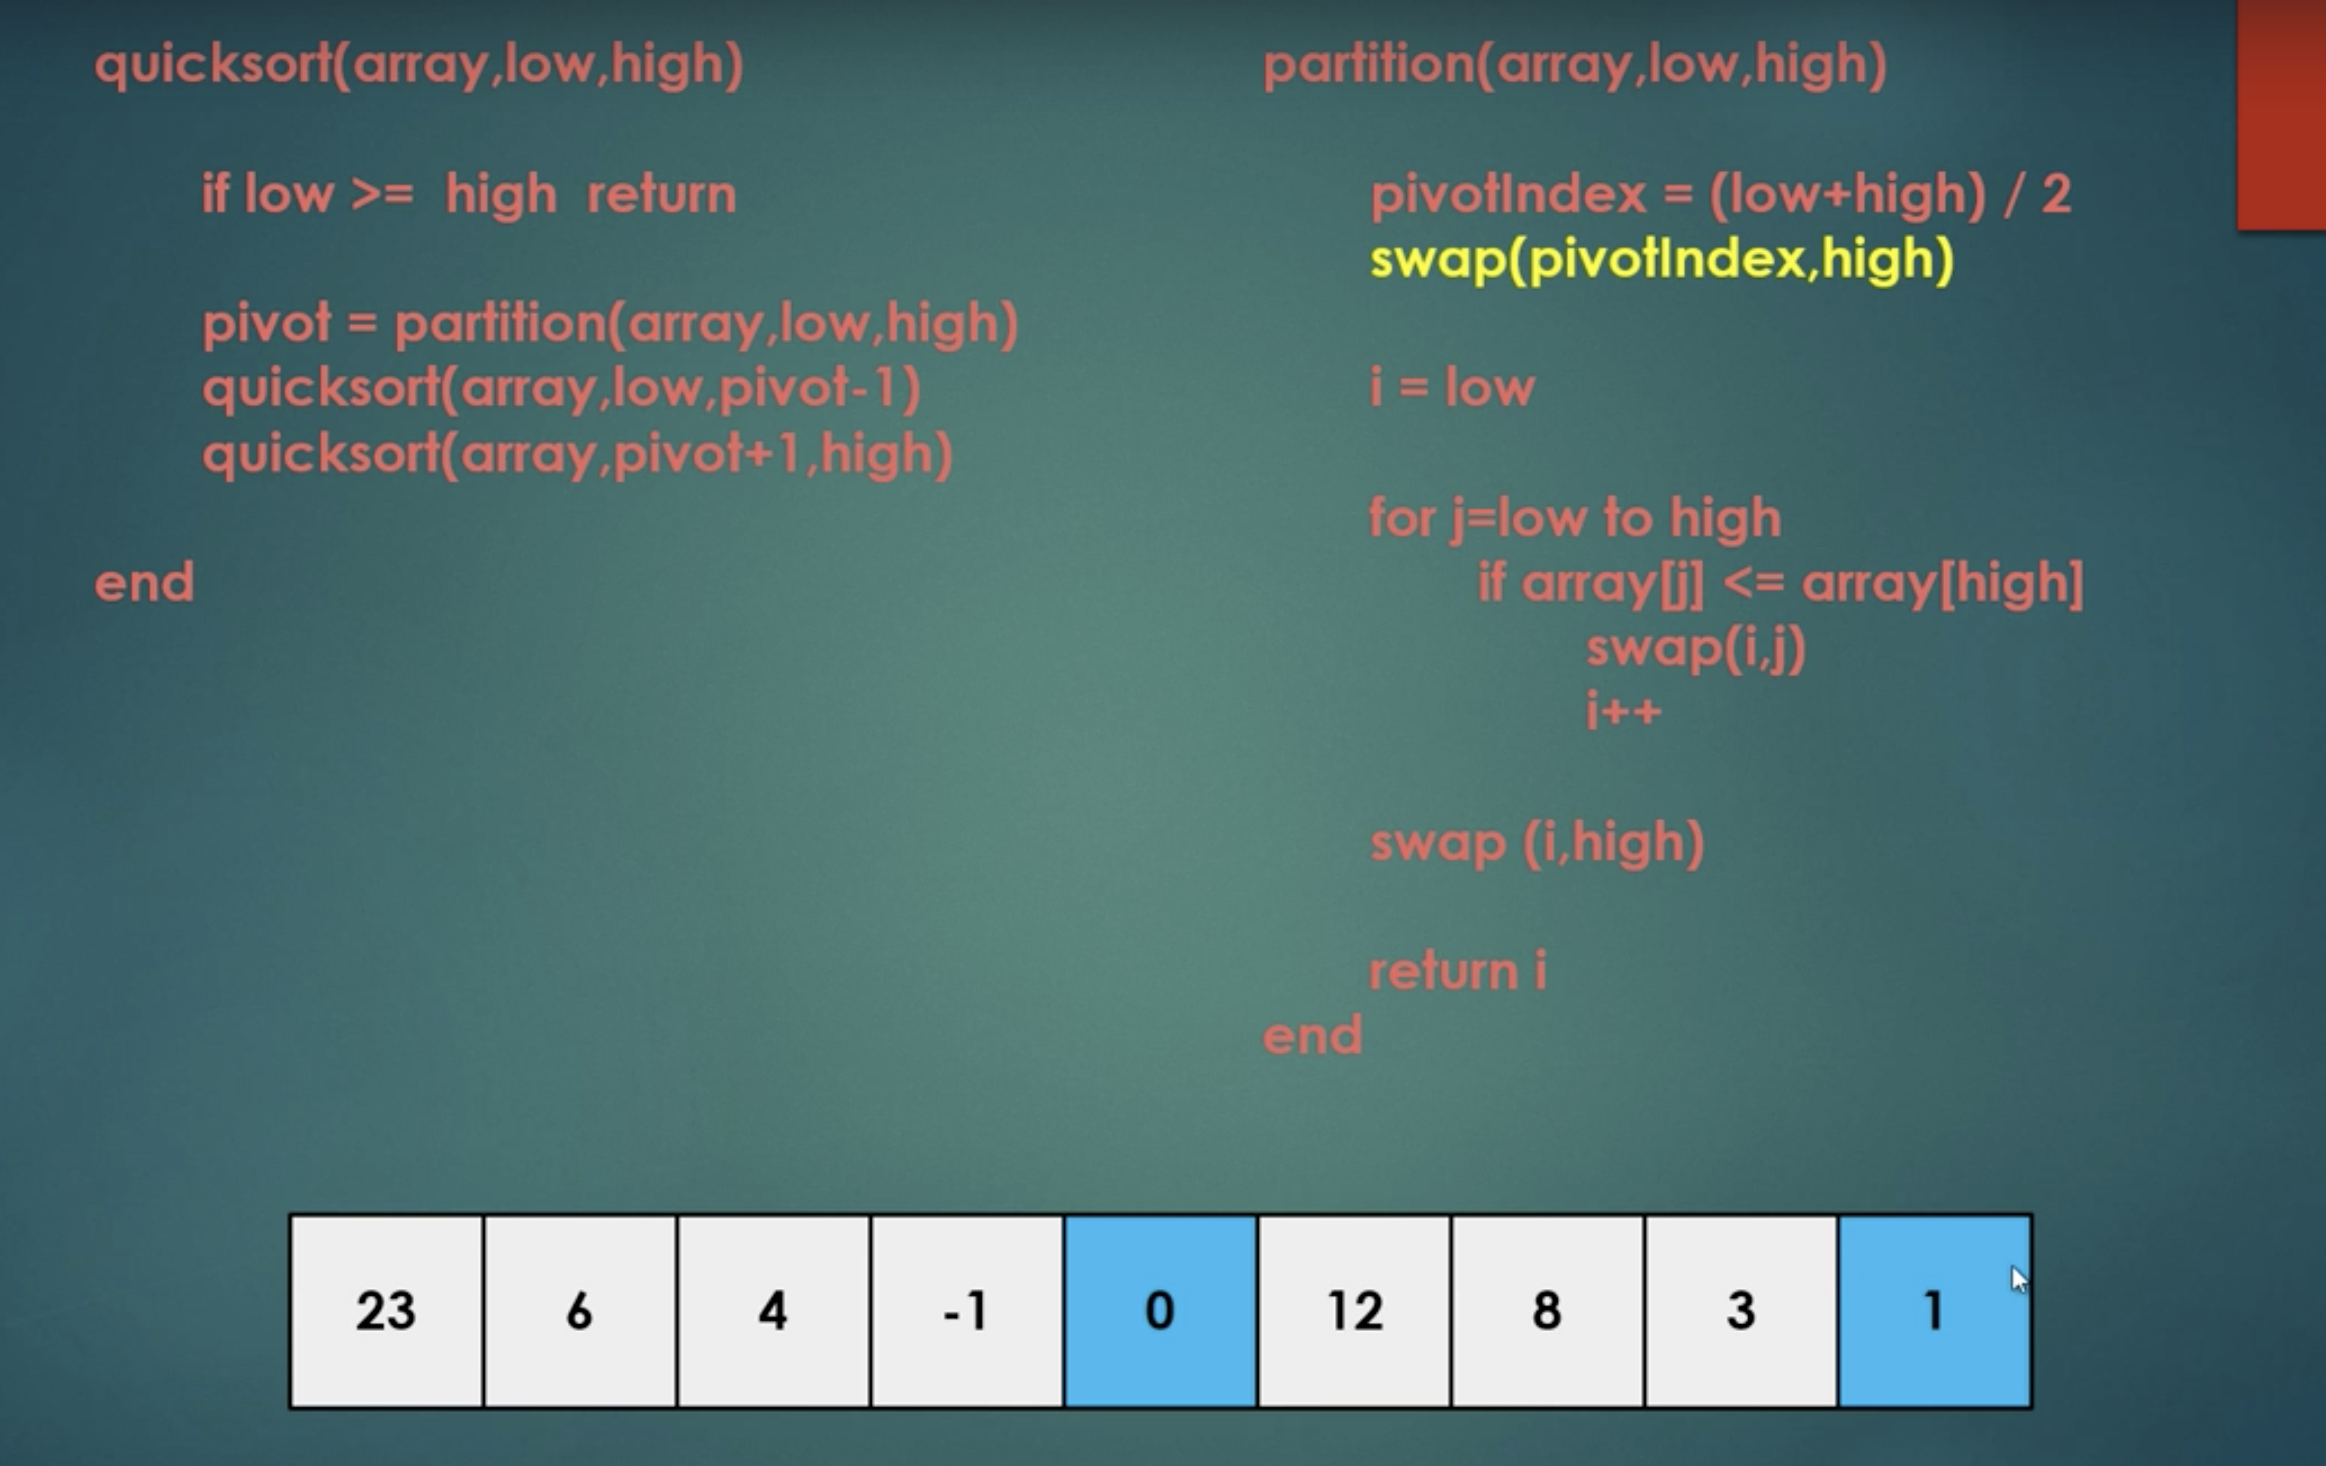 quicksort(array,low,high)
if low >= high return
pivot = partition(array,low,high)
quicksort(array,low,pivot-1)
quicksort(array,pivot+1,high)
end
partition(array,low,high)
pivotIndex = (low+high) / 2
swap(pivotIndex,high)
i = low
for j=low to high
if array[j] <= array[high]
swap(i,j)
i++
swap (i,high)
return i
end
23 6 4 -1 0 12 8 3 1